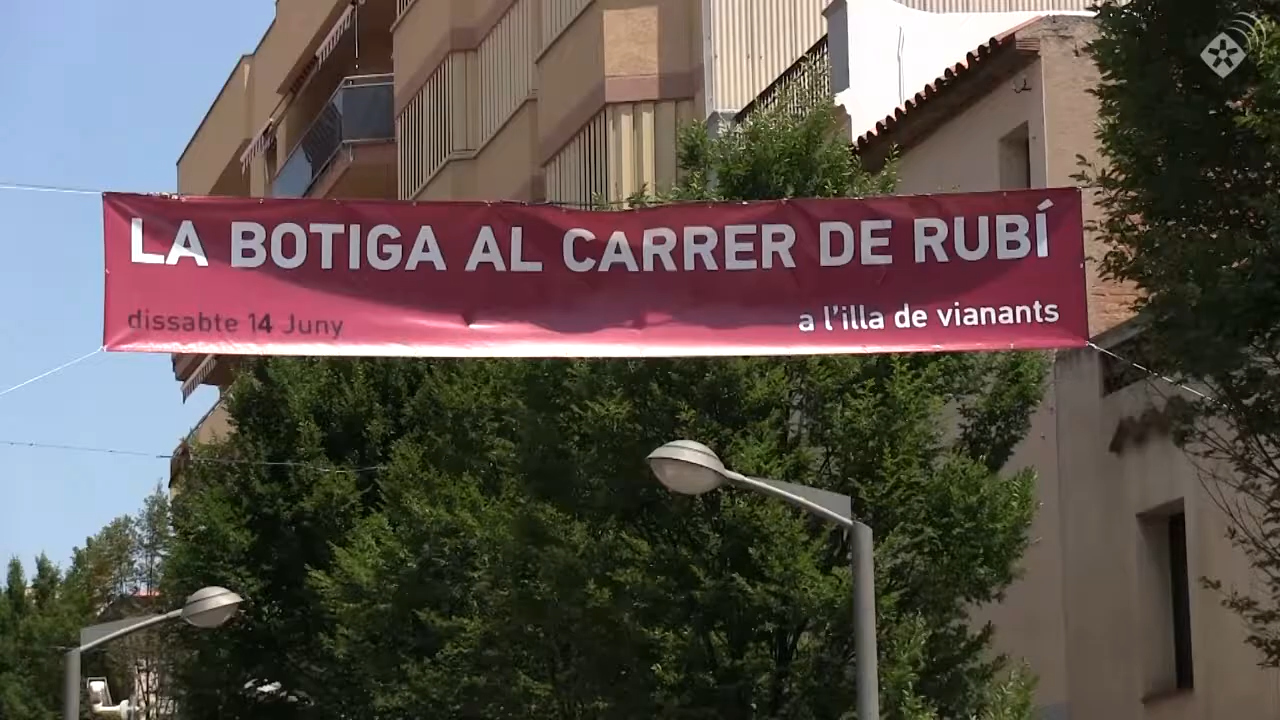 LA BOTIGA AL CARRER DE RUBÍ
dissabte 14 Juny
a l'illa de vianants